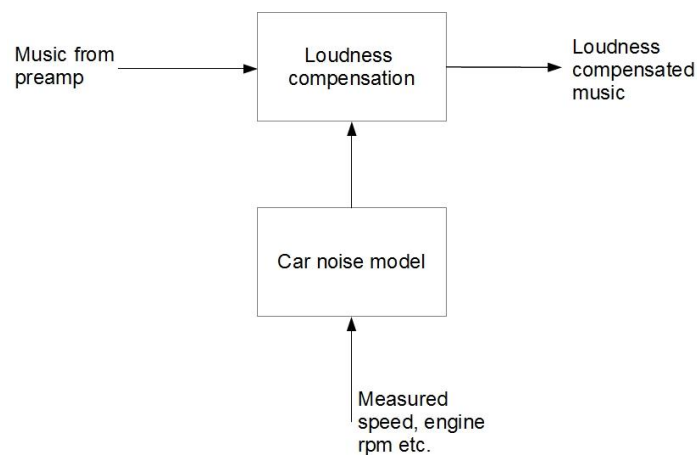 Music from
preamp
Loudness
compensation
Loudness
compensated
music
Car noise model
Measured
speed, engine
rpm etc.